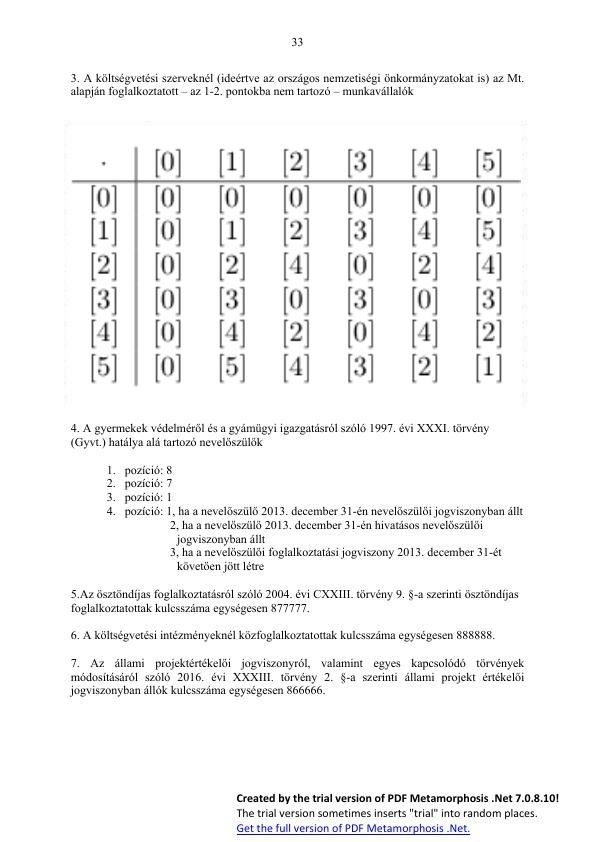 33
3. A költségvetési szerveknél (ideértve az országos nemzetiségi önkormányzatokat is) az Mt.
alapján foglalkoztatott – az 1-2. pontokba nem tartozó – munkavállalók
· [0] [1] [2] [3] [4] [5]
[0] [0] [0] [0] [0] [0] [0]
[1] [0] [1] [2] [3] [4] [5]
[2] [0] [2] [4] [0] [2] [4]
[3] [0] [3] [0] [3] [0] [3]
[4] [0] [4] [2] [0] [4] [2]
[5] [0] [5] [4] [3] [2] [1]
4. A gyermekek védelméről és a gyámügyi igazgatásról szóló 1997. évi XXXI. törvény
(Gyvt.) hatálya alá tartozó nevelőszülők
1. pozíció: 8
2. pozíció: 7
3. pozíció: 1
4. pozíció: 1, ha a nevelőszülő 2013. december 31-én nevelőszülői jogviszonyban állt
2, ha a nevelőszülő 2013. december 31-én hivatásos nevelőszülői
jogviszonyban állt
3, ha a nevelőszülői foglalkoztatási jogviszony 2013. december 31-ét
követően jött létre
5.Az ösztöndíjas foglalkoztatásról szóló 2004. évi CXXIII. törvény 9. §-a szerinti ösztöndíjas
foglalkoztatottak kulcsszáma egységesen 877777.
6. A költségvetési intézményeknél közfoglalkoztatottak kulcsszáma egységesen 888888.
7. Az állami projektértékelői jogviszonyról, valamint egyes kapcsolódó törvények
módosításáról szóló 2016. évi XXXIII. törvény 2. §-a szerinti állami projekt értékelői
jogviszonyban állók kulcsszáma egységesen 866666.
Created by the trial version of PDF Metamorphosis .Net 7.0.8.10!
The trial version sometimes inserts "trial" into random places.
Get the full version of PDF Metamorphosis .Net.